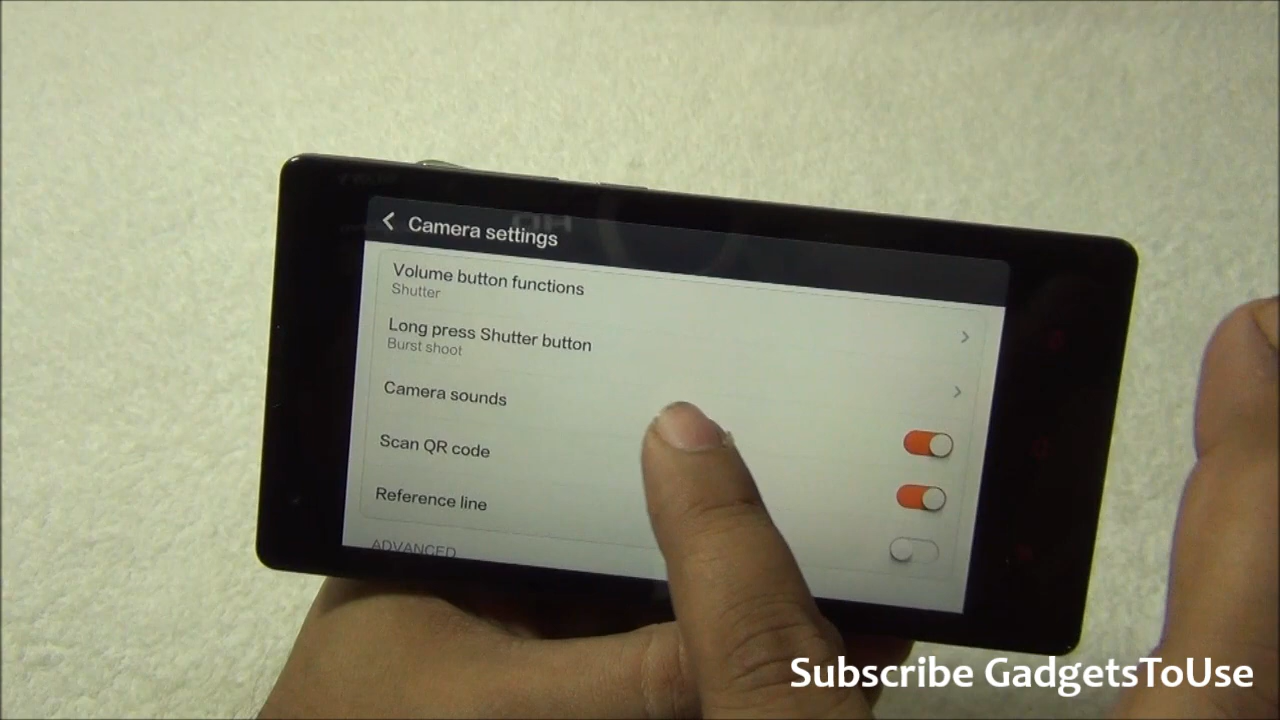 Camera settings
Volume button functions
Shutter
Long press Shutter button
Burst shoot
Camera sounds
Scan QR code
Reference line
ADVANCED
Subscribe GadgetsToUse